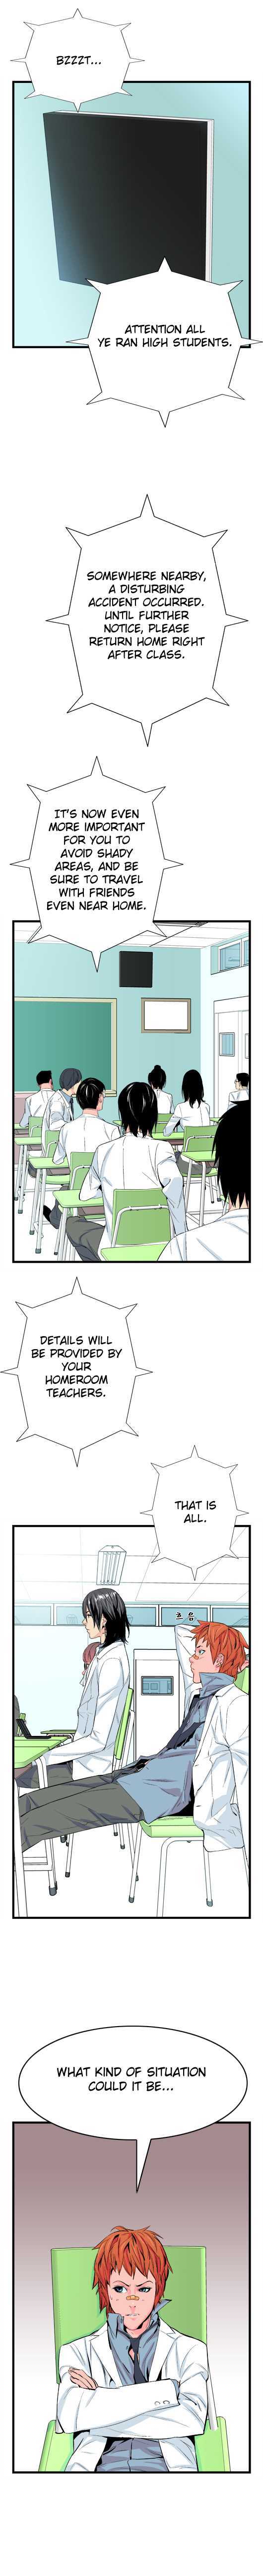 BZZZT...
ATTENTION ALL
YE RAN HIGH STUDENTS.
SOMEWHERE NEARBY,
A DISTURBING
ACCIDENT OCCURRED.
UNTIL FURTHER
NOTICE, PLEASE
RETURN HOME RIGHT
AFTER CLASS.
IT'S NOW EVEN
MORE IMPORTANT
FOR YOU TO
AVOID SHADY
AREAS, AND BE
SURE TO TRAVEL
WITH FRIENDS
EVEN NEAR HOME.
DETAILS WILL
BE PROVIDED BY
YOUR
HOMEROOM
TEACHERS.
THAT IS
ALL.
흐음
WHAT KIND OF SITUATION
COULD IT BE...